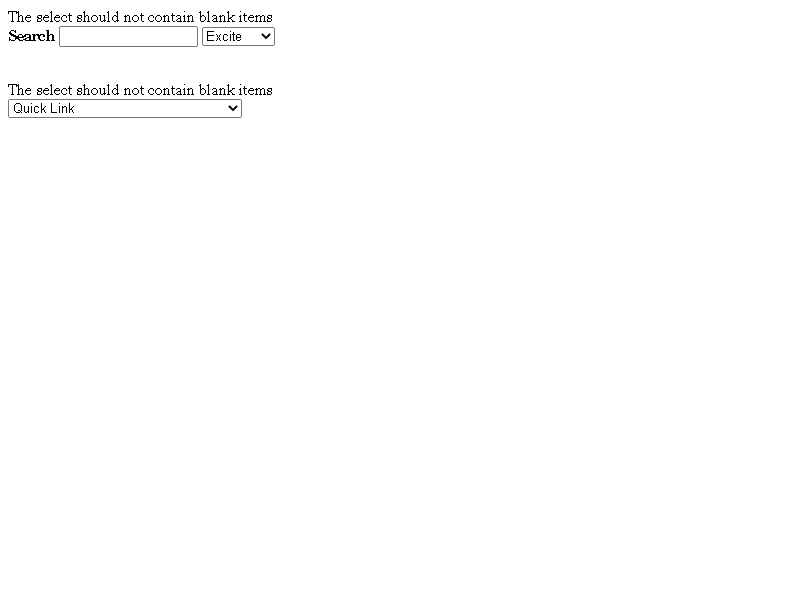 The select should not contain blank items
Search Excite
The select should not contain blank items
Quick Link